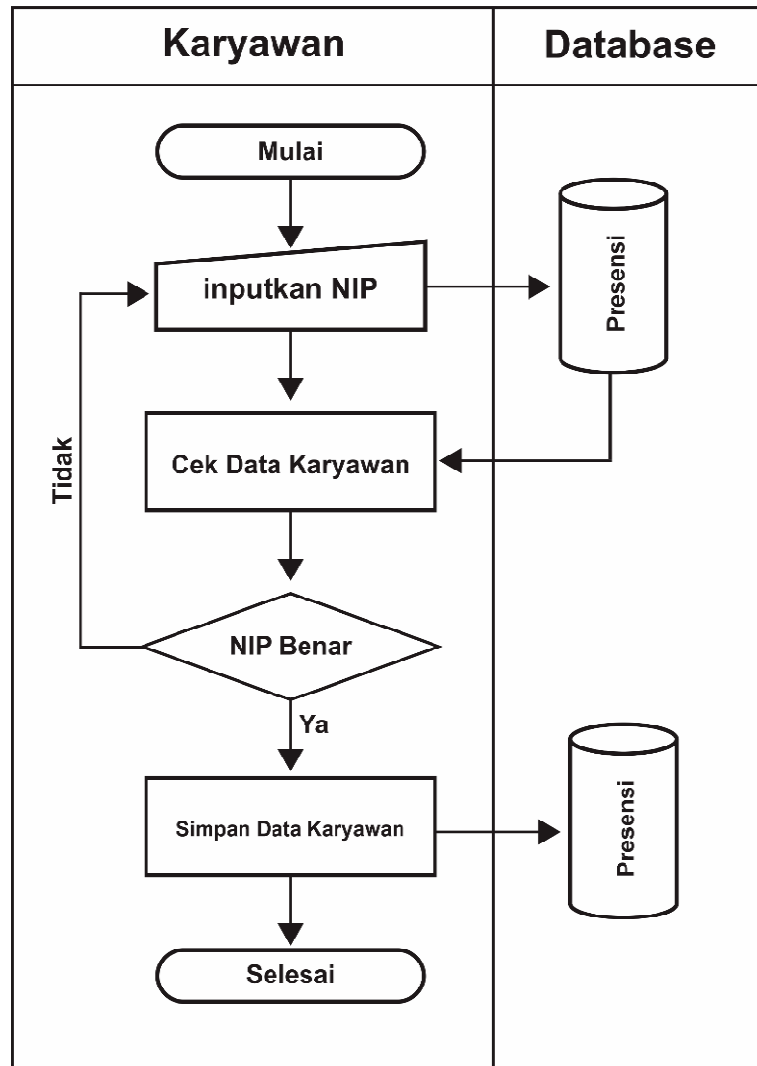 Karyawan
Database
Mulai
inputkan NIP
Presensi
Cek Data Karyawan
Tidak
NIP Benar
Ya
Simpan Data Karyawan
Presensi
Selesai